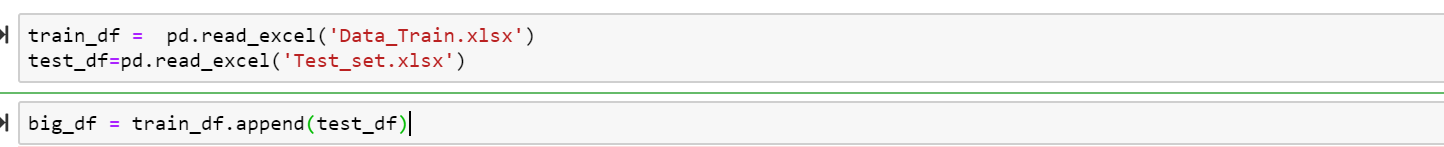 train_df =  pd.read_excel('Data_Train.xlsx')
test_df=pd.read_excel('Test_set.xlsx')
big_df = train_df.append(test_df)